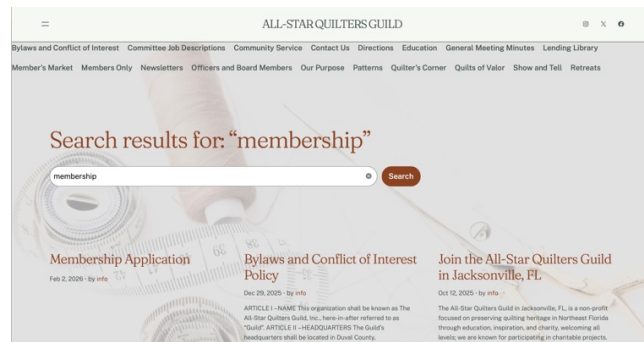 ALL-STAR QUILTERS GUILD
Bylaws and Conflict of Interest Committee Job Descriptions Community Service Contact Us Directions Education General Meeting Minutes Lending Library
Member's Market Members Only Newsletters Officers and Board Members Our Purpose Patterns Quilter's Corner Quilts of Valor Show and Tell Retreats
Search results for: “membership”
membership
Search
Membership Application
Feb 2, 2026 - by info
Bylaws and Conflict of Interest
Policy
Dec 29, 2025 - by info
ARTICLE I – NAME This organization shall be known as The
All-Star Quilters Guild, Inc., here-in-after referred to as
"Guild". ARTICLE II – HEADQUARTERS The Guild's
headquarters shall be located in Duval County.
Join the All-Star Quilters Guild
in Jacksonville, FL
Oct 12, 2025 - by info
The All-Star Quilters Guild in Jacksonville, FL, is a non-profit
focused on preserving quilting heritage in Northeast Florida
through education, inspiration, and charity, welcoming all
levels; we are known for participating in charitable projects,